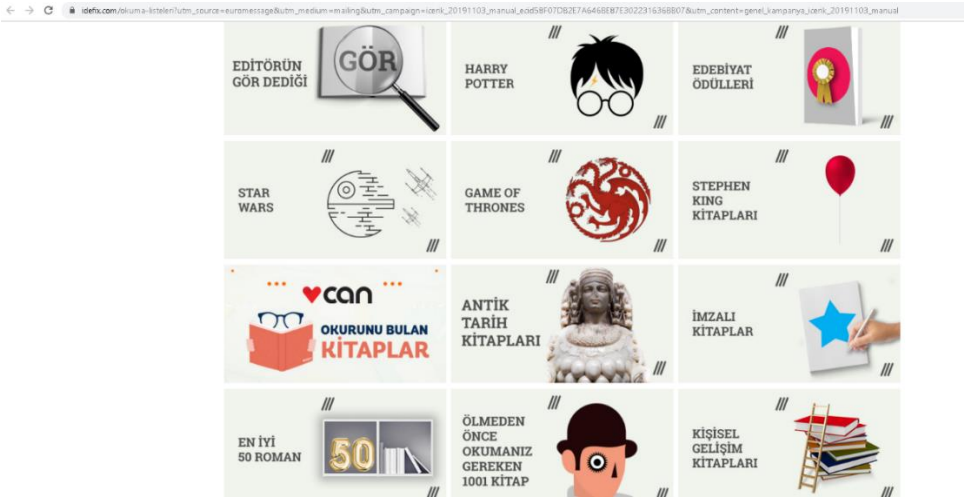 idefix.com/okuma-listeleri?utm_source=euromessage&utm_medium=mailing&utm_campaign=icerik_20191103_manual_ecid5BF07DB2E7A646BEB7E3022316368B07&utm_content=genel_kampanya_icerik_20191103_manual
EDİTÖRÜN
GÖR DEDİĞİ
GÖR
HARRY
POTTER
EDEBİYAT
ÖDÜLLERİ
STAR
WARS
GAME OF
THRONES
STEPHEN
KING
KİTAPLARI
can
OKURUNU BULAN
KİTAPLAR
ANTİK
TARİH
KİTAPLARI
İMZALI
KİTAPLAR
EN İYİ
50 ROMAN
50
ÖLMEDEN
ÖNCE
OKUMANIZ
GEREKEN
1001 KİTAP
KİŞİSEL
GELİŞİM
KİTAPLARI